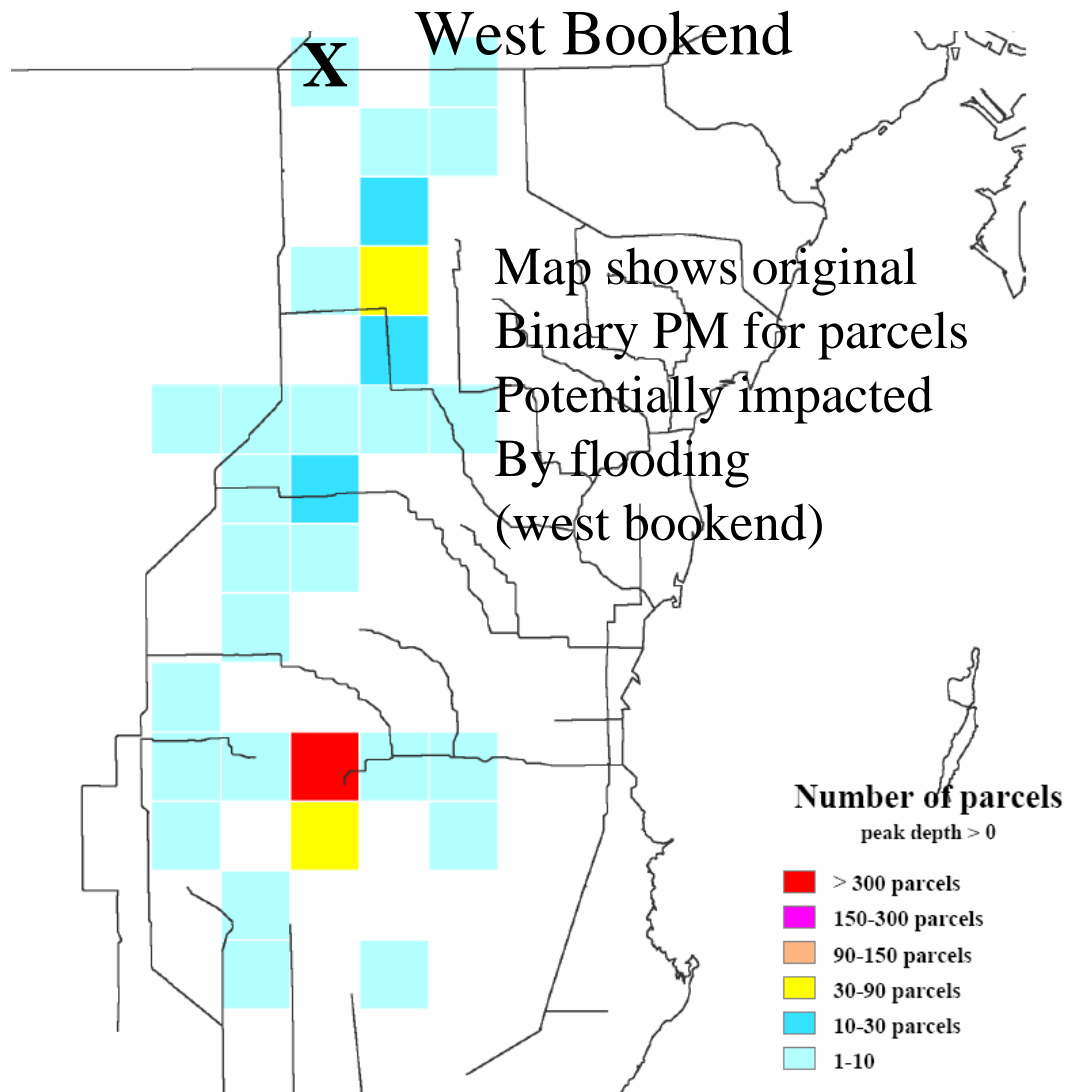 West Bookend
X
Map shows original
Binary PM for parcels
Potentially impacted
By flooding
(west bookend)
Number of parcels
peak depth > 0
> 300 parcels
150-300 parcels
90-150 parcels
30-90 parcels
10-30 parcels
1-10